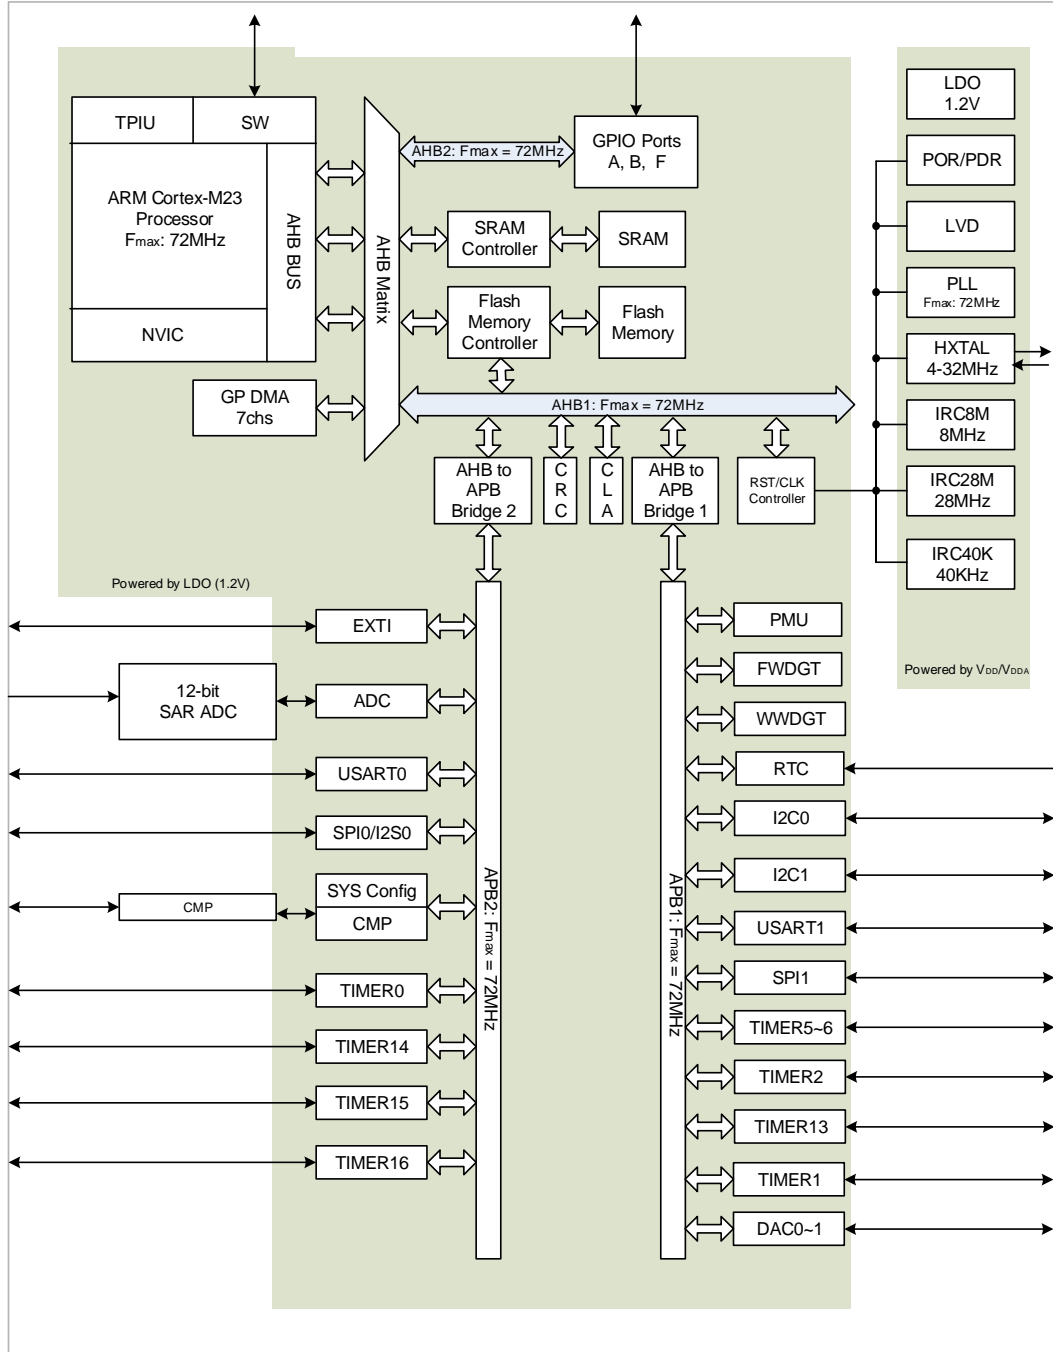 TPIU
SW
ARM Cortex-M23
Processor
Fmax: 72MHz
NVIC
AHB BUS
GP DMA
7chs
AHB Matrix
AHB2: Fmax = 72MHz
GPIO Ports
A, B, F
SRAM
Controller
SRAM
Flash
Memory
Controller
Flash
Memory
AHB1: Fmax = 72MHz
AHB to
APB
Bridge 2
C
R
C
C
L
A
AHB to
APB
Bridge 1
RST/CLK
Controller
LDO
1.2V
POR/PDR
LVD
PLL
Fmax: 72MHz
HXTAL
4-32MHz
IRC8M
8MHz
IRC28M
28MHz
IRC40K
40KHz
Powered by VDD/VDDA
Powered by LDO (1.2V)
EXTI
12-bit
SAR ADC
ADC
USART0
SPI0/I2S0
CMP
SYS Config
CMP
TIMER0
TIMER14
TIMER15
TIMER16
APB2: Fmax = 72MHz
APB1: Fmax = 72MHz
PMU
FWDGT
WWDGT
RTC
I2C0
I2C1
USART1
SPI1
TIMER5~6
TIMER2
TIMER13
TIMER1
DAC0~1